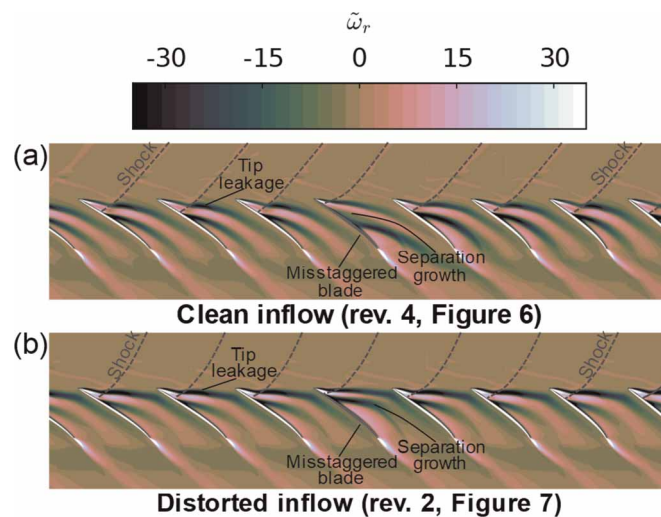 ω̃ᵣ
-30 -15 0 15 30
(a)
Shock
Tip
leakage
Shock
Misstaggered
blade
Separation
growth
Clean inflow (rev. 4, Figure 6)
(b)
Shock
Tip
leakage
Shock
Misstaggered
blade
Separation
growth
Distorted inflow (rev. 2, Figure 7)